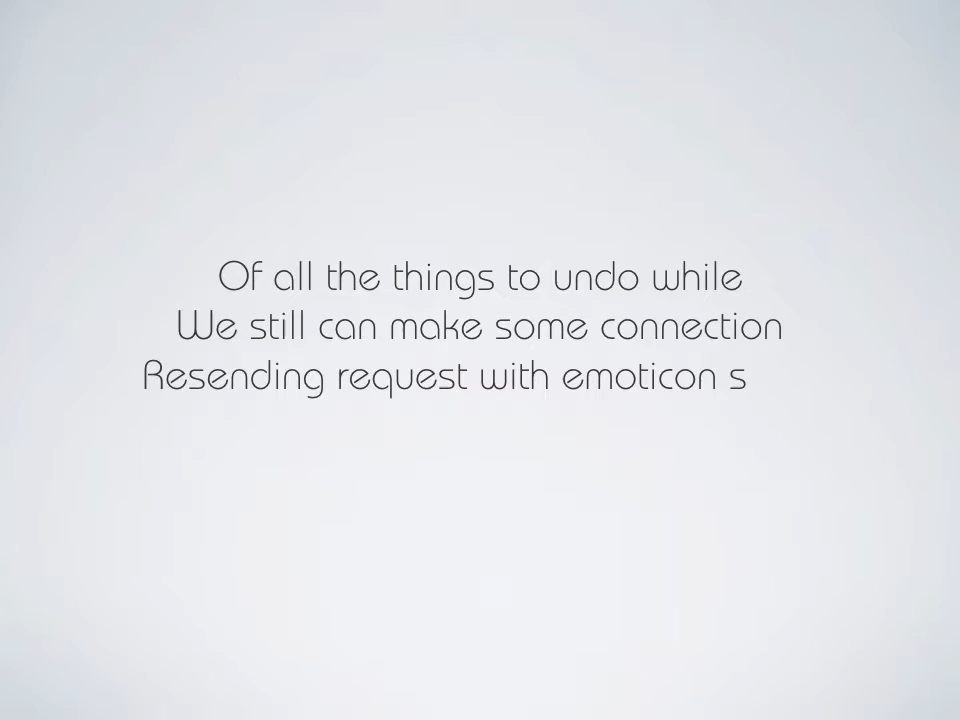 Of all the things to undo while
We still can make some connection
Resending request with emoticon s